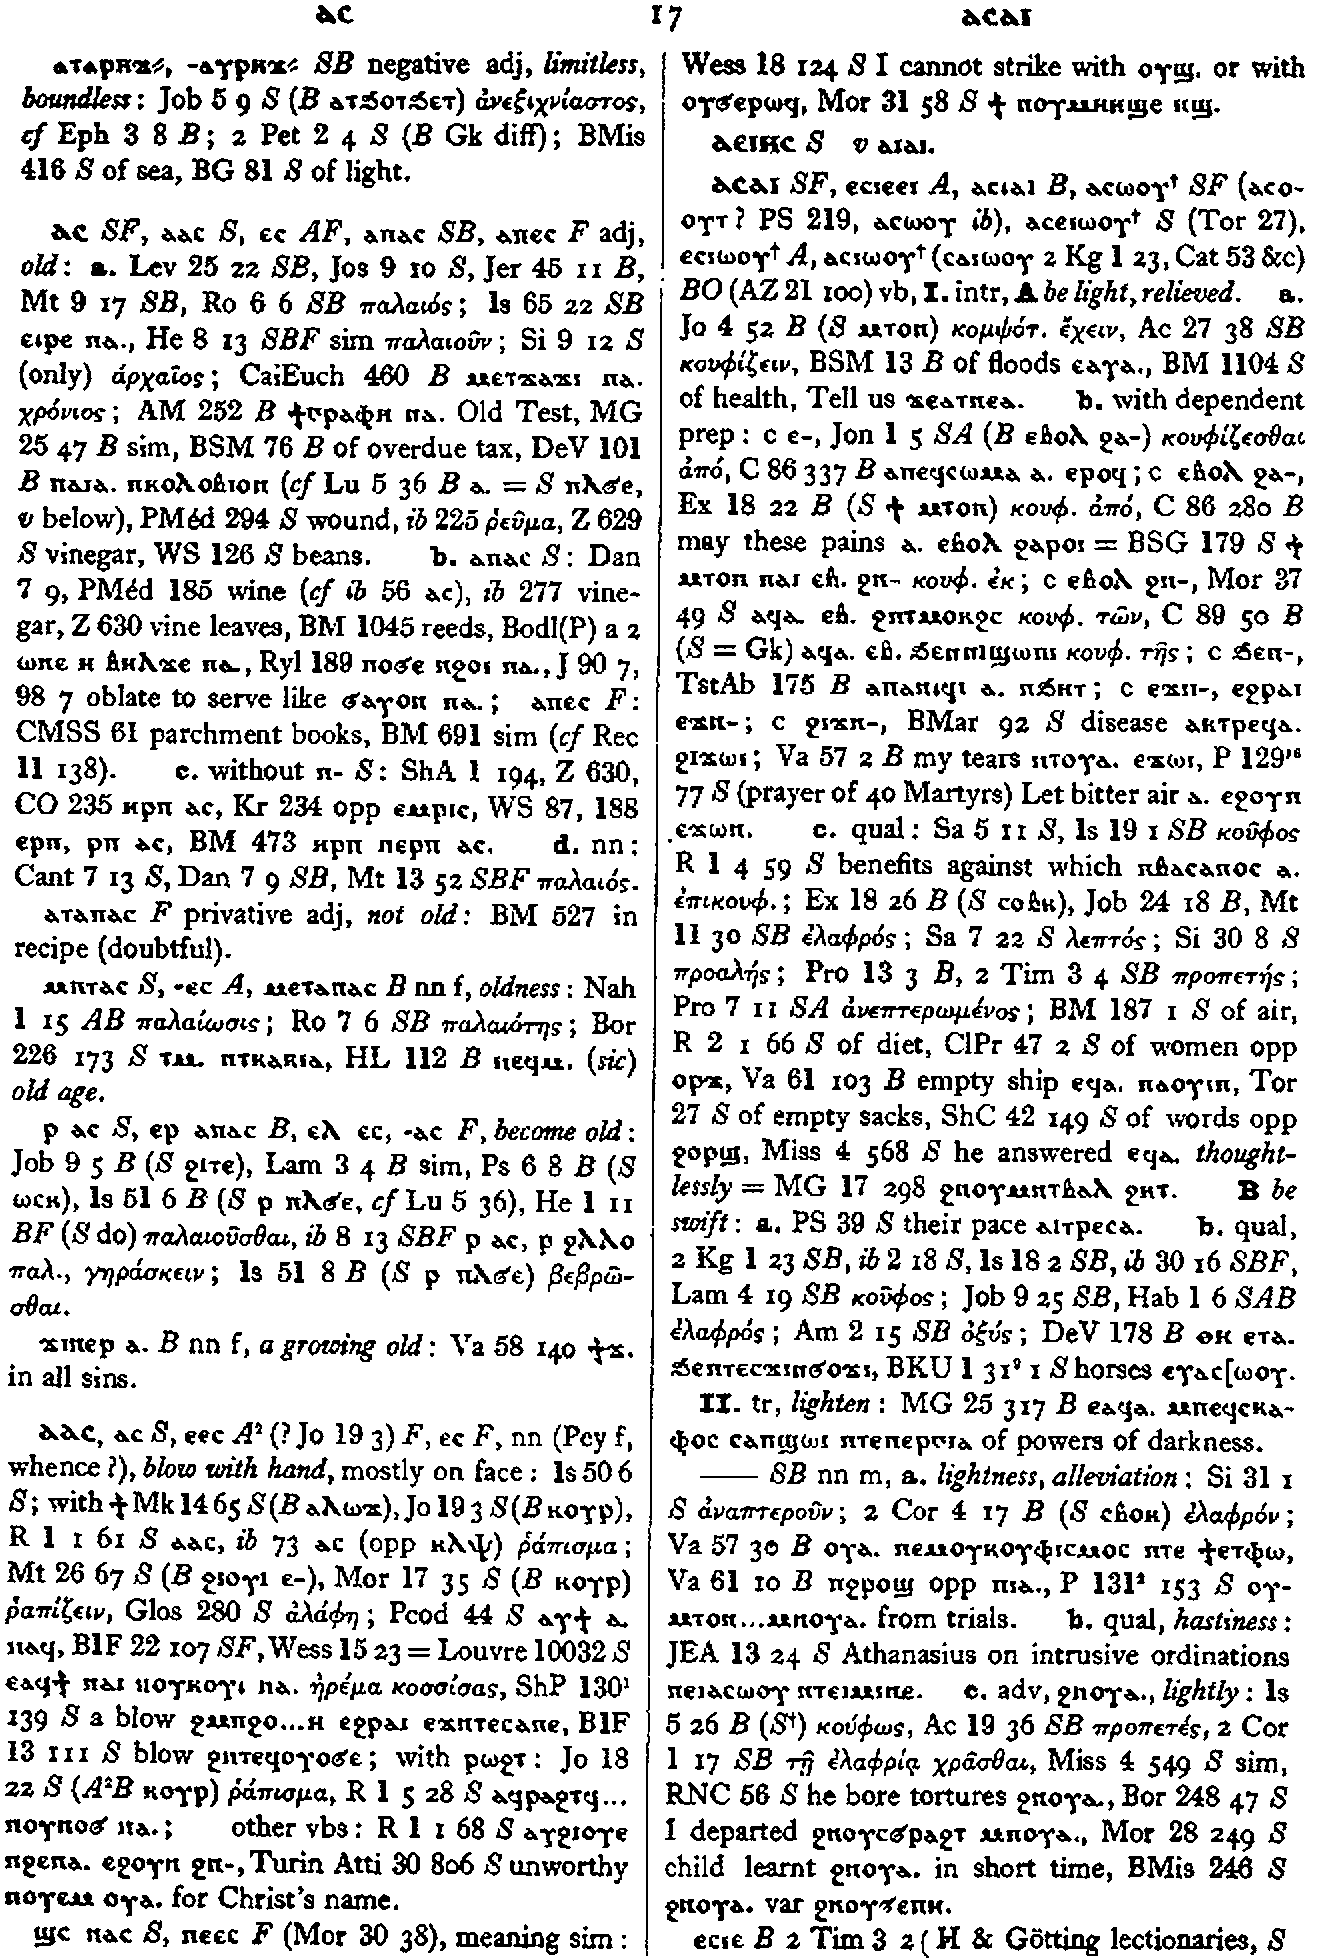 ⲁⲥ 17 ⲁⲥⲁⲓ
ⲁⲧⲁⲣⲏϫ⸗, -ⲁⲩⲣⲏϫ⸗ SB negative adj, limitless,
boundless: Job 5 9 S (B ⲁⲧϧⲟⲧϧⲉⲧ) ἀνεξιχνίαστος,
cf Eph 3 8 B; 2 Pet 2 4 S (B Gk diff); BMis
416 S of sea, BG 81 S of light.
ⲁⲥ SF, ⲁⲁⲥ S, ⲉⲥ AF, ⲁⲡⲁⲥ SB, ⲁⲡⲉⲥ F adj,
old: a. Lev 25 22 SB, Jos 9 10 S, Jer 45 11 B,
Mt 9 17 SB, Ro 6 6 SB παλαιός; Is 65 22 SB
ⲉⲓⲣⲉ ⲛⲁ., He 8 13 SBF sim παλαιοῦν; Si 9 12 S
(only) ἀρχαῖος; CaiEuch 460 B ⲙⲉⲧϫⲁϫⲓ ⲛⲁ.
χρόνιος; AM 252 B ϯⲅⲣⲁⲫⲏ ⲛⲁ. Old Test, MG
25 47 B sim, BSM 76 B of overdue tax, DeV 101
B ⲡⲁⲓⲁ. ⲛⲕⲟⲗⲟⲃⲓⲟⲛ (cf Lu 5 36 B ⲁ. = S ⲡⲗϭⲉ,
v below), PMéd 294 S wound, ib 225 ῥεῦμα, Z 629
S vinegar, WS 126 S beans. b. ⲁⲡⲁⲥ S: Dan
7 9, PMéd 185 wine (cf ib 56 ⲁⲥ), ib 277 vine-
gar, Z 630 vine leaves, BM 1045 reeds, Bodl(P) a 2
ⲱⲡⲉ ⲏ ⲃⲏⲗϫⲉ ⲛⲁ., Ryl 189 ⲡⲟϭⲉ ⲛϩⲟⲓ ⲛⲁ., J 90 7,
98 7 oblate to serve like ϭⲁⲩⲟⲛ ⲛⲁ.; ⲁⲡⲉⲥ F:
CMSS 61 parchment books, BM 691 sim (cf Rec
11 138). c. without ⲛ- S: ShA 1 194, Z 630,
CO 235 ⲏⲣⲡ ⲁⲥ, Kr 234 opp ⲉⲙⲣⲓⲥ, WS 87, 188
ⲉⲣⲡ, ⲣⲡ ⲁⲥ, BM 473 ⲏⲣⲡ ⲛⲉⲣⲡ ⲁⲥ. d. nn:
Cant 7 13 S, Dan 7 9 SB, Mt 13 52 SBF παλαιός.
ⲁⲧⲁⲡⲁⲥ F privative adj, not old: BM 527 in
recipe (doubtful).
ⲙⲛⲧⲁⲥ S, -ⲉⲥ A, ⲙⲉⲧⲁⲡⲁⲥ B nn f, oldness: Nah
1 15 AB παλαίωσις; Ro 7 6 SB παλαιότης; Bor
226 173 S ⲧⲙ. ⲛⲧⲕⲁⲕⲓⲁ, HL 112 B ⲡⲉϥⲙ. (sic)
old age.
ⲣ ⲁⲥ S, ⲉⲣ ⲁⲡⲁⲥ B, ⲉⲗ ⲉⲥ, -ⲁⲥ F, become old:
Job 9 5 B (S ϩⲓⲧⲉ), Lam 3 4 B sim, Ps 6 8 B (S
ⲱⲥⲕ), Is 51 6 B (S ⲣ ⲡⲗϭⲉ, cf Lu 5 36), He 1 11
BF (S do) παλαιοῦσθαι, ib 8 13 SBF ⲣ ⲁⲥ, ⲣ ϩⲗⲗⲟ
παλ., γηράσκειν; Is 51 8 B (S ⲣ ⲡⲗϭⲉ) βεβρῶ-
σθαι.
ϫⲓⲛⲉⲣ ⲁ. B nn f, a growing old: Va 58 140 ϯϫ.
in all sins.
ⲁⲁⲥ, ⲁⲥ S, ⲉⲉⲥ A² (? Jo 19 3) F, ⲉⲥ F, nn (Pcy f,
whence ?), blow with hand, mostly on face: Is 50 6
S; with ϯ Mk 14 65 S (B ⲁⲗⲱϫ), Jo 19 3 S (B ⲕⲟⲩⲣ),
R 1 1 61 S ⲁⲁⲥ, ib 73 ⲁⲥ (opp ⲕⲗⲯ) ῥάπισμα;
Mt 26 67 S (B ϩⲓⲟⲩⲓ ⲉ-), Mor 17 35 S (B ⲕⲟⲩⲣ)
ῥαπίζειν, Glos 280 S ἀλάφη; Pcod 44 S ⲁⲩϯ ⲁ.
ⲛⲁϥ, BIF 22 107 SF, Wess 15 23 = Louvre 10032 S
ⲉⲁϥϯ ⲛⲁⲓ ⲛⲟⲩⲕⲟⲩⲓ ⲛⲁ. ἠρέμα κοσσίσας, ShP 130¹
139 S a blow ϩⲙⲡϩⲟ...ⲏ ⲉϩⲣⲁⲓ ⲉϫⲛⲧⲉⲥⲁⲡⲉ, BIF
13 111 S blow ϩⲛⲧⲉϥⲟⲩⲟϭⲉ; with ⲣⲱϩⲧ: Jo 18
22 S (A²B ⲕⲟⲩⲣ) ῥάπισμα, R 1 5 28 S ⲁϥⲣⲁϩⲧϥ...
ⲛⲟⲩⲛⲟϭ ⲛⲁ.; other vbs: R 1 1 68 S ⲁⲩϩⲓⲟⲩⲉ
ⲛϩⲉⲛⲁ. ⲉϩⲟⲩⲛ ϩⲛ-, Turin Atti 30 806 S unworthy
ⲛⲟⲩⲉⲙ ⲟⲩⲁ. for Christ's name.
ϣⲥ ⲛⲁⲥ S, ⲛⲉⲉⲥ F (Mor 30 38), meaning sim:
Wess 18 124 S I cannot strike with ⲟⲩϣ. or with
ⲟⲩϭⲉⲣⲱϥ, Mor 31 58 S ϯ ⲛⲟⲩⲙⲏⲏϣⲉ ⲛϣ.
ⲁⲉⲓⲏⲥ S v ⲁⲓⲁⲓ.
ⲁⲥⲁⲓ SF, ⲉⲥⲓⲉⲉⲓ A, ⲁⲥⲓⲁⲓ B, ⲁⲥⲱⲟⲩ† SF (ⲁⲥⲟ-
ⲟⲩⲧ? PS 219, ⲁⲥⲱⲟⲩ ib), ⲁⲥⲉⲓⲱⲟⲩ† S (Tor 27),
ⲉⲥⲓⲱⲟⲩ† A, ⲁⲥⲓⲱⲟⲩ† (ⲥⲁⲓⲱⲟⲩ 2 Kg 1 23, Cat 53 &c)
BO (AZ 21 100) vb, I. intr, A be light, relieved. a.
Jo 4 52 B (S ⲙⲧⲟⲛ) κομψότ. ἔχειν, Ac 27 38 SB
κουφίζειν, BSM 13 B of floods ⲉⲁⲩⲁ., BM 1104 S
of health, Tell us ϫⲉⲁⲧⲛⲉⲁ. b. with dependent
prep: c ⲉ-, Jon 1 5 SA (B ⲉⲃⲟⲗ ϩⲁ-) κουφίζεσθαι
ἀπό, C 86 337 B ⲁⲡⲉϥⲥⲱⲙⲁ ⲁ. ⲉⲣⲟϥ; c ⲉⲃⲟⲗ ϩⲁ-,
Ex 18 22 B (S ϯ ⲙⲧⲟⲛ) κουφ. ἀπό, C 86 280 B
may these pains ⲁ. ⲉⲃⲟⲗ ϩⲁⲣⲟⲓ = BSG 179 S ϯ
ⲙⲧⲟⲛ ⲛⲁⲓ ⲉⲃ. ϩⲛ- κουφ. ἐκ; c ⲉⲃⲟⲗ ϩⲛ-, Mor 37
49 S ⲁϥⲁ. ⲉⲃ. ϩⲛⲧⲙⲟⲕϩⲥ κουφ. τῶν, C 89 50 B
(S = Gk) ⲁϥⲁ. ⲉⲃ. ϧⲉⲛⲡⲓϣⲱⲛⲓ κουφ. τῆς; c ϧⲉⲛ-,
TstAb 175 B ⲁⲡⲁⲛⲓϥⲓ ⲁ. ⲛϧⲏⲧ; c ⲉϫⲛ-, ⲉϩⲣⲁⲓ
ⲉϫⲛ-; c ϩⲓϫⲛ-, BMar 92 S disease ⲁⲕⲧⲣⲉϥⲁ.
ϩⲓϫⲱⲓ; Va 57 2 B my tears ⲛⲧⲟⲩⲁ. ⲉϫⲱⲓ, P 129¹⁶
77 S (prayer of 40 Martyrs) Let bitter air ⲁ. ⲉϩⲟⲩⲛ
ⲉϫⲱⲛ. c. qual: Sa 5 11 S, Is 19 1 SB κοῦφος
R 1 4 59 S benefits against which ⲛⲃⲁⲥⲁⲛⲟⲥ ⲁ.
ἐπικουφ.; Ex 18 26 B (S ⲥⲟⲃⲕ), Job 24 18 B, Mt
11 30 SB ἐλαφρός; Sa 7 22 S λεπτός; Si 30 8 S
προαλής; Pro 13 3 B, 2 Tim 3 4 SB προπετής;
Pro 7 11 SA ἀνεπτερωμένος; BM 187 1 S of air,
R 2 1 66 S of diet, ClPr 47 2 S of women opp
ⲟⲣϫ, Va 61 103 B empty ship ⲉϥⲁ. ⲛⲁⲟⲩⲓⲛ, Tor
27 S of empty sacks, ShC 42 149 S of words opp
ϩⲟⲣϣ, Miss 4 568 S he answered ⲉϥⲁ. thought-
lessly = MG 17 298 ϩⲛⲟⲩⲙⲛⲧⲃⲁⲗ ϩⲏⲧ. B be
swift: a. PS 39 S their pace ⲁⲓⲧⲣⲉⲥⲁ. b. qual,
2 Kg 1 23 SB, ib 2 18 S, Is 18 2 SB, ib 30 16 SBF,
Lam 4 19 SB κοῦφος; Job 9 25 SB, Hab 1 6 SAB
ἐλαφρός; Am 2 15 SB ὀξύς; DeV 178 B ⲑⲏ ⲉⲧⲁ.
ϧⲉⲛⲧⲉⲥϫⲓⲛϭⲟϫⲓ, BKU 1 31⁹ 1 S horses ⲉⲩⲁⲥ[ⲱⲟⲩ.
II. tr, lighten: MG 25 317 B ⲉⲁϥⲁ. ⲙⲡⲉϥⲥⲕⲁ-
ⲫⲟⲥ ⲥⲁⲡϣⲱⲓ ⲛⲧⲉⲛⲉⲣⲅⲓⲁ of powers of darkness.
—— SB nn m, a. lightness, alleviation: Si 31 1
S ἀναπτεροῦν; 2 Cor 4 17 B (S ⲥⲃⲟⲕ) ἐλαφρόν;
Va 57 30 B ⲟⲩⲁ. ⲛⲉⲙⲟⲩⲕⲟⲩⲫⲓⲥⲙⲟⲥ ⲛⲧⲉ ϯⲉⲧⲫⲱ,
Va 61 10 B ⲡϩⲣⲟϣ opp ⲡⲓⲁ., P 131² 153 S ⲟⲩ-
ⲙⲧⲟⲛ...ⲙⲛⲟⲩⲁ. from trials. b. qual, hastiness:
JEA 13 24 S Athanasius on intrusive ordinations
ⲡⲉⲓⲁⲥⲱⲟⲩ ⲛⲧⲉⲓⲙⲓⲛⲉ. c. adv, ϩⲛⲟⲩⲁ., lightly: Is
5 26 B (S†) κούφως, Ac 19 36 SB προπετές, 2 Cor
1 17 SB τῇ ἐλαφρίᾳ χρᾶσθαι, Miss 4 549 S sim,
RNC 56 S he bore tortures ϩⲛⲟⲩⲁ., Bor 248 47 S
I departed ϩⲛⲟⲩⲥϭⲣⲁϩⲧ ⲙⲛⲟⲩⲁ., Mor 28 249 S
child learnt ϩⲛⲟⲩⲁ. in short time, BMis 246 S
ϩⲛⲟⲩⲁ. var ϩⲛⲟⲩϭⲉⲡⲏ.
ⲉⲥⲓⲉ B 2 Tim 3 2 (H & Götting lectionaries, S